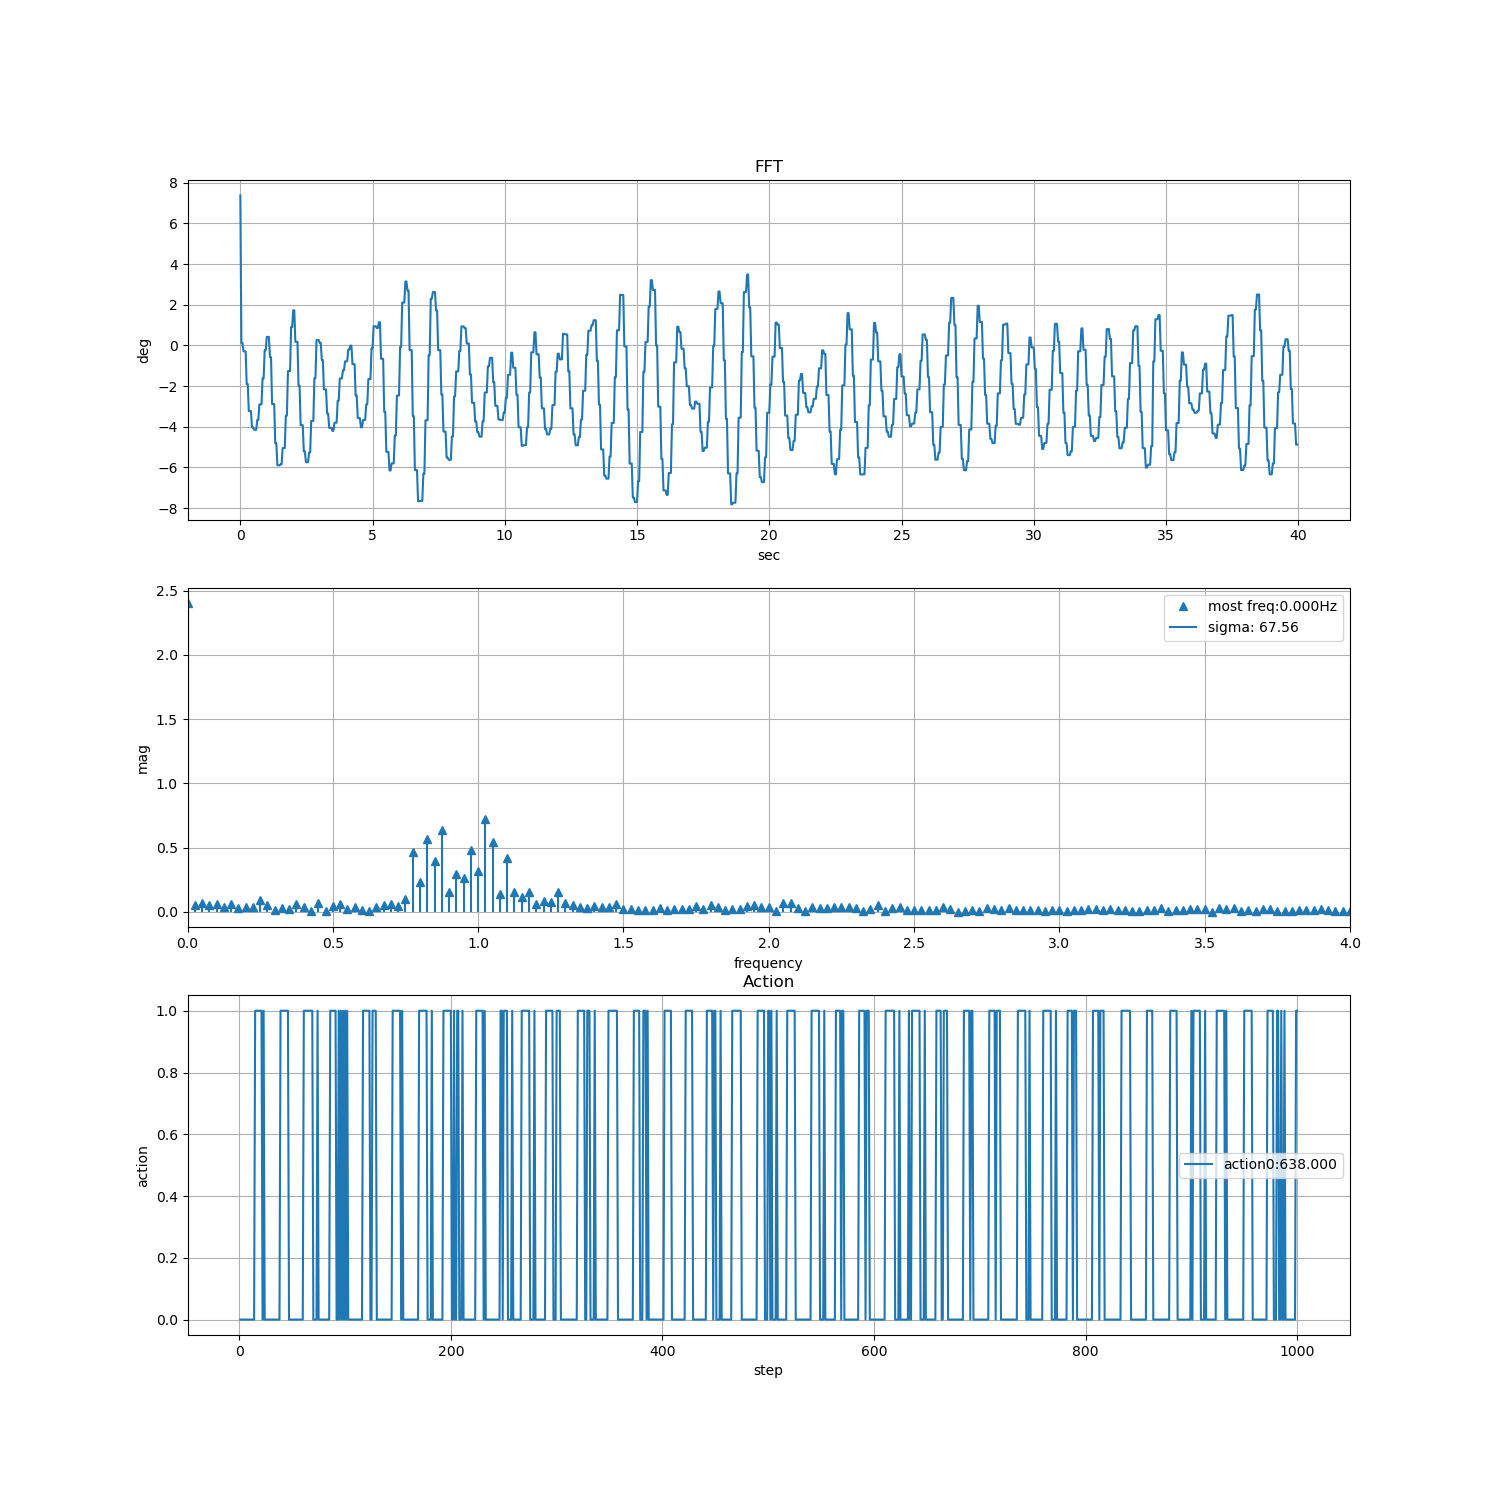 FFT
8
6
4
2
0
−2
−4
−6
−8
deg
0 5 10 15 20 25 30 35 40
sec
2.5
2.0
1.5
1.0
0.5
0.0
mag
most freq:0.000Hz
sigma: 67.56
0.0 0.5 1.0 1.5 2.0 2.5 3.0 3.5 4.0
frequency
Action
1.0
0.8
0.6
0.4
0.2
0.0
action
action0:638.000
0 200 400 600 800 1000
step